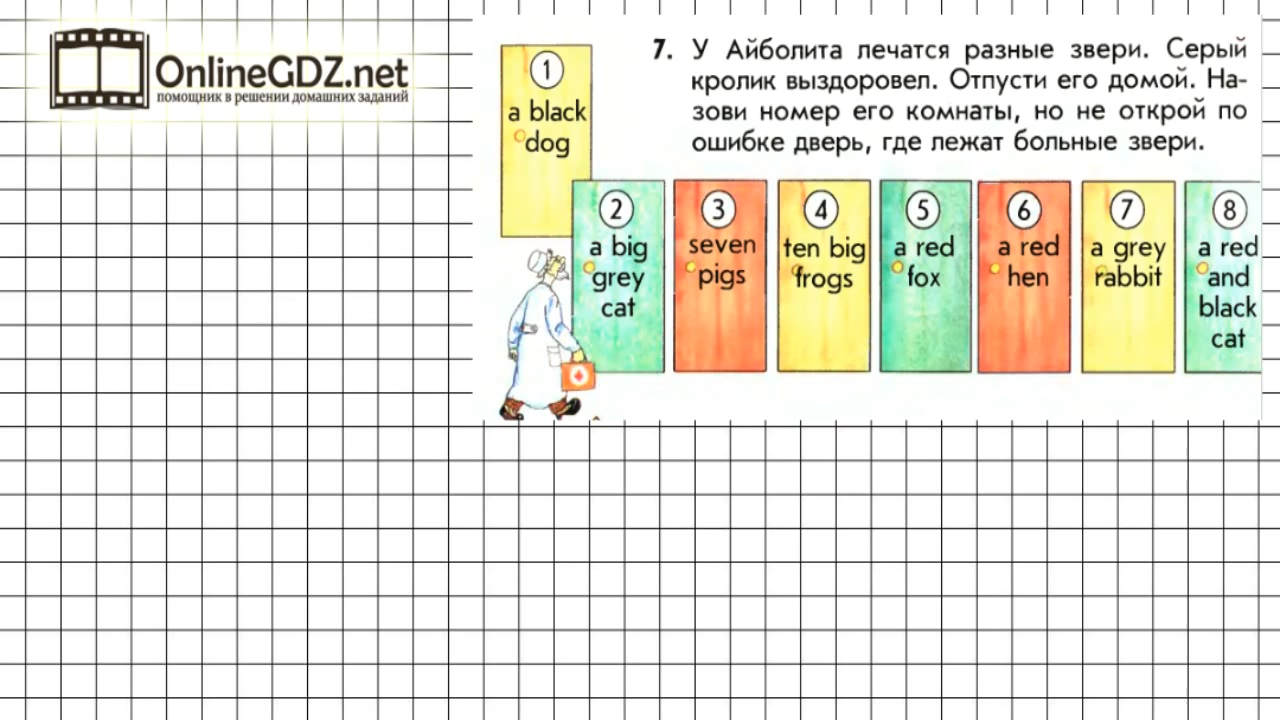 OnlineGDZ.net
помощник в решении домашних заданий
7. У Айболита лечатся разные звери. Серый
кролик выздоровел. Отпусти его домой. На-
зови номер его комнаты, но не открой по
ошибке дверь, где лежат больные звери.
1
a black
dog
2
a big
grey
cat
3
seven
pigs
4
ten big
frogs
5
a red
fox
6
a red
hen
7
a grey
rabbit
8
a red
and
black
cat